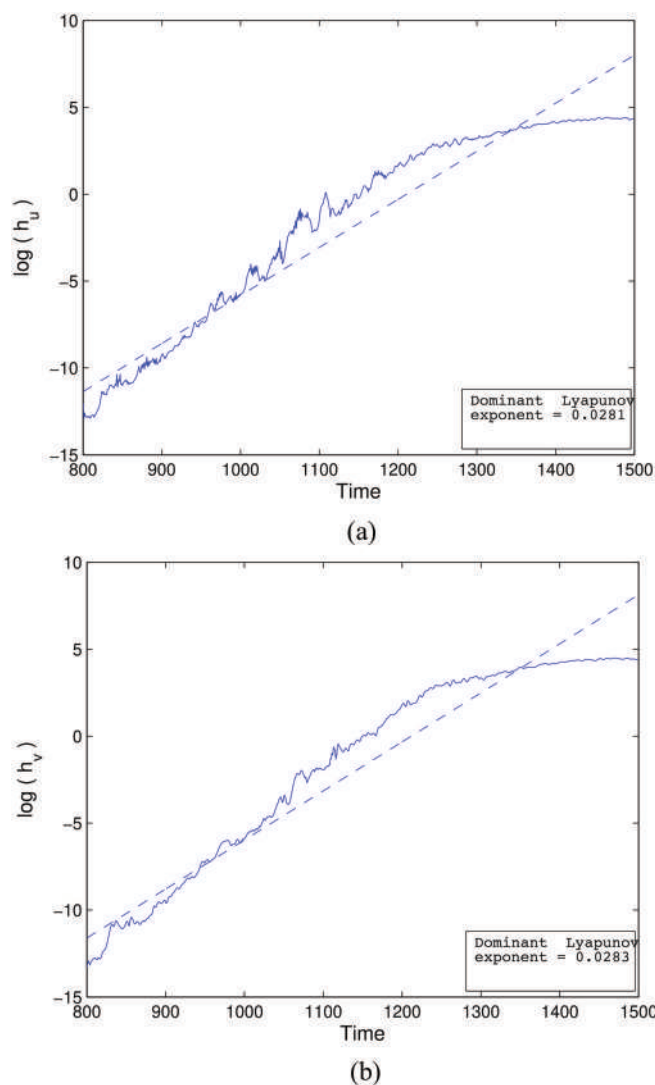 10
5
0
−5
−10
−15
log ( h_u )
800 900 1000 1100 1200 1300 1400 1500
Time
Dominant Lyapunov
exponent = 0.0281
(a)
10
5
0
−5
−10
−15
log ( h_v )
800 900 1000 1100 1200 1300 1400 1500
Time
Dominant Lyapunov
exponent = 0.0283
(b)